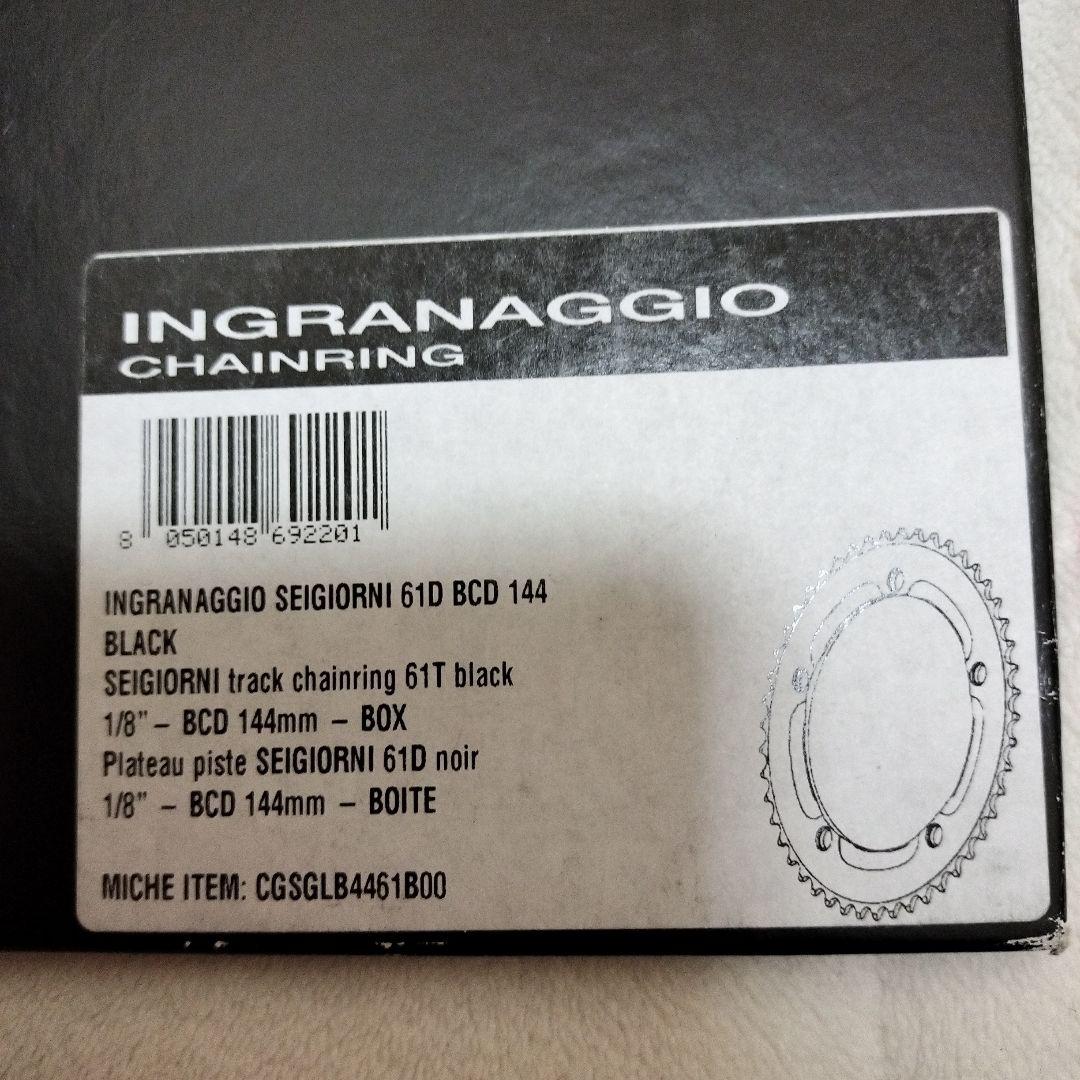 INGRANAGGIO
CHAINRING
8 050148 692201
INGRANAGGIO SEIGIORNI 61D BCD 144
BLACK
SEIGIORNI track chainring 61T black
1/8" – BCD 144mm – BOX
Plateau piste SEIGIORNI 61D noir
1/8" – BCD 144mm – BOITE
MICHE ITEM: CGSGLB4461B00